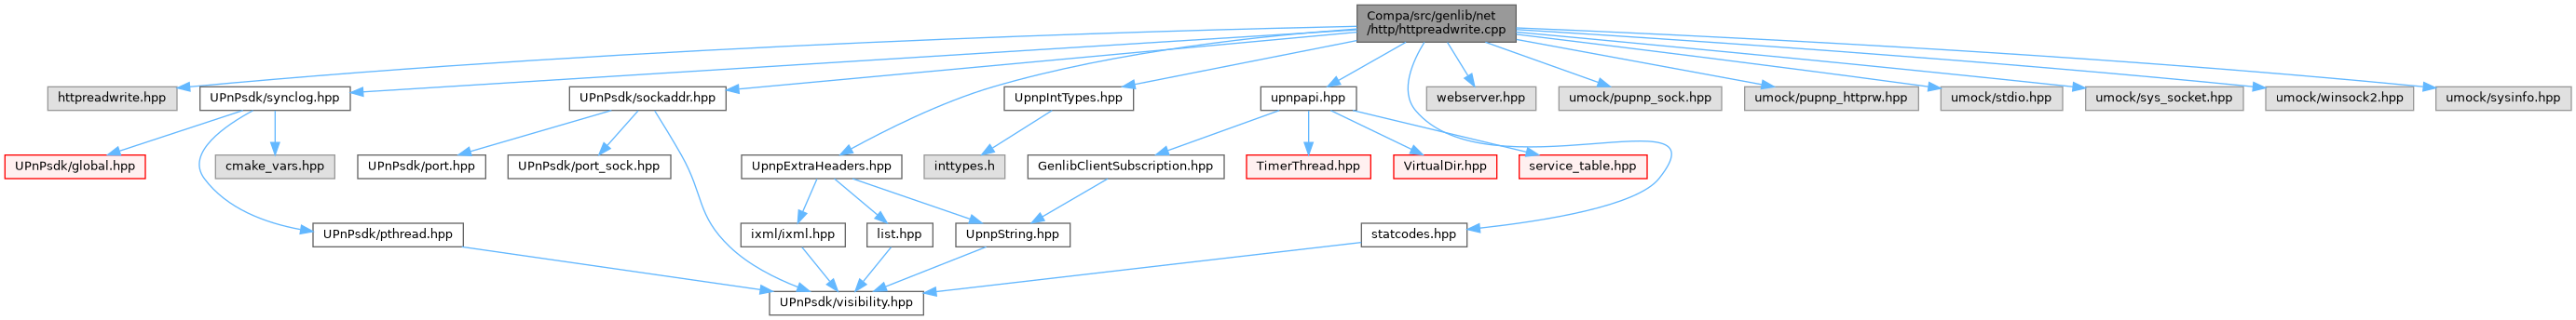 Compa/src/genlib/net
/http/httpreadwrite.cpp
httpreadwrite.hpp
UPnPsdk/synclog.hpp
UPnPsdk/sockaddr.hpp
UpnpIntTypes.hpp
upnpapi.hpp
webserver.hpp
umock/pupnp_sock.hpp
umock/pupnp_httprw.hpp
umock/stdio.hpp
umock/sys_socket.hpp
umock/winsock2.hpp
umock/sysinfo.hpp
UPnPsdk/global.hpp
cmake_vars.hpp
UPnPsdk/port.hpp
UPnPsdk/port_sock.hpp
UpnpExtraHeaders.hpp
inttypes.h
GenlibClientSubscription.hpp
TimerThread.hpp
VirtualDir.hpp
service_table.hpp
UPnPsdk/pthread.hpp
ixml/ixml.hpp
list.hpp
UpnpString.hpp
statcodes.hpp
UPnPsdk/visibility.hpp